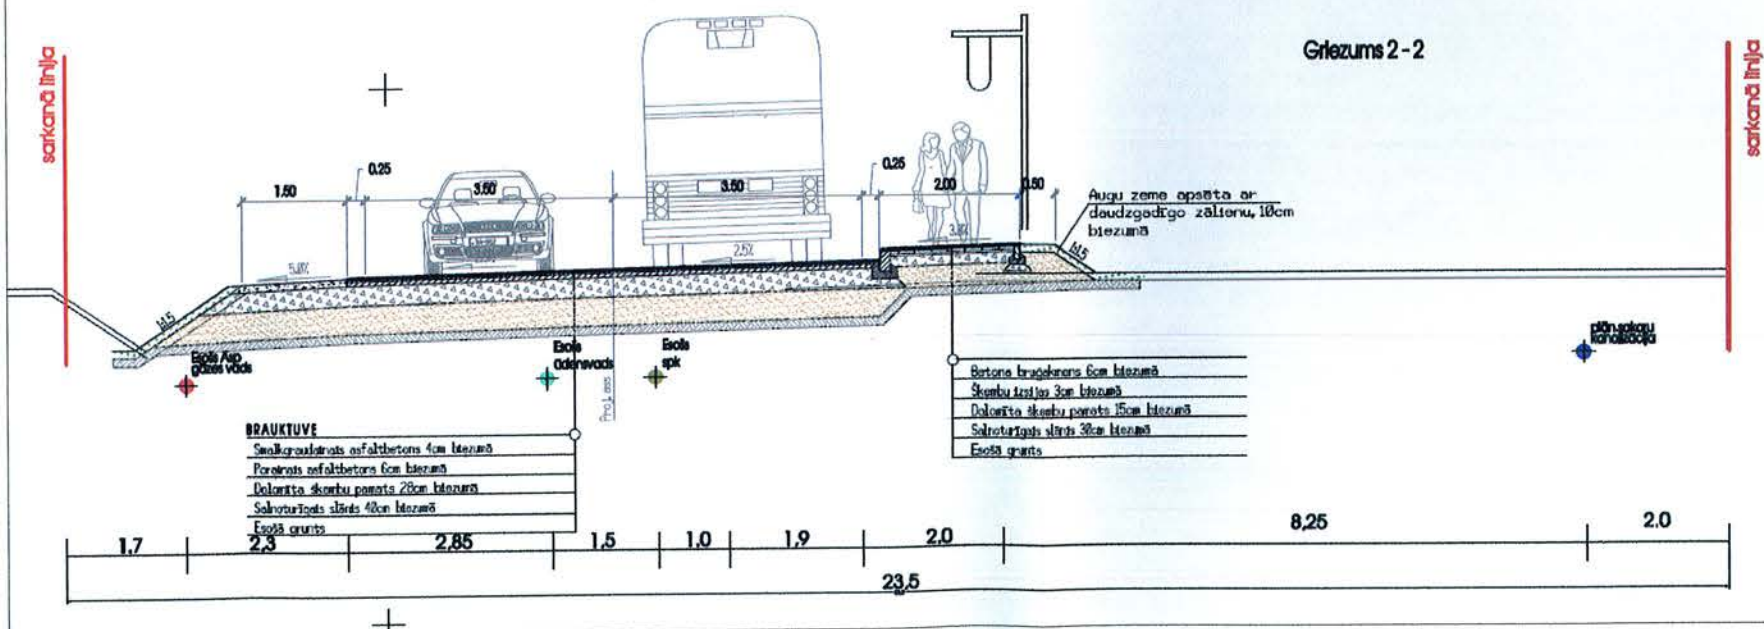 Griezums 2-2
sarkanā līnija
sarkanā līnija
1.50
0.25
3.50
3.50
0.25
2.00
0.50
Augu zeme apsēta ar
daudzgadīgo zālienu, 10cm
biezumā
2.5%
1:1.5
1:1.5
Esošs
gāzes vads
Esošs
ūdensvads
Esošs
spk
Proj. ass
plān.sakaru
kanalizācija
BRAUKTUVE
Smalkgraudainais asfaltbetons 4cm biezumā
Porainais asfaltbetons 6cm biezumā
Dolomīta šķembu pamats 28cm biezumā
Salnoturīgais slānis 40cm biezumā
Esošā grunts
Betona bruģakmens 6cm biezumā
Šķembu izsijas 3cm biezumā
Dolomīta šķembu pamats 15cm biezumā
Salnoturīgais slānis 30cm biezumā
Esošā grunts
1,7
2,3
2,85
1,5
1,0
1,9
2,0
8,25
2.0
23,5